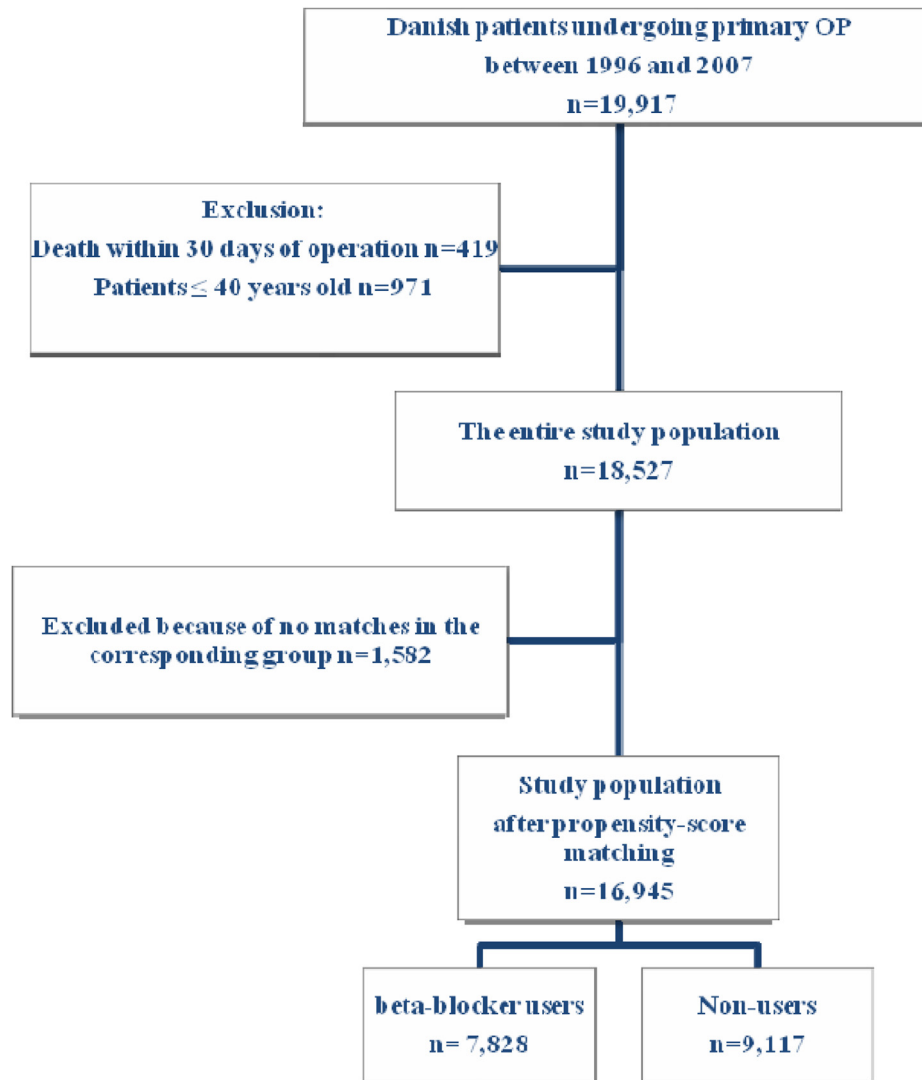 Danish patients undergoing primary OP
between 1996 and 2007
n=19,917
Exclusion:
Death within 30 days of operation n=419
Patients ≤ 40 years old n=971
The entire study population
n=18,527
Excluded because of no matches in the
corresponding group n=1,582
Study population
after propensity-score
matching
n=16,945
beta-blocker users
n= 7,828
Non-users
n=9,117